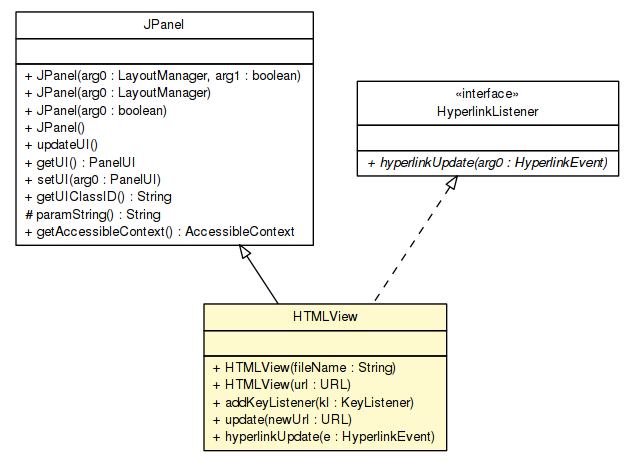 JPanel
+ JPanel(arg0 : LayoutManager, arg1 : boolean)
+ JPanel(arg0 : LayoutManager)
+ JPanel(arg0 : boolean)
+ JPanel()
+ updateUI()
+ getUI() : PanelUI
+ setUI(arg0 : PanelUI)
+ getUIClassID() : String
# paramString() : String
+ getAccessibleContext() : AccessibleContext
«interface»
HyperlinkListener
+ hyperlinkUpdate(arg0 : HyperlinkEvent)
HTMLView
+ HTMLView(fileName : String)
+ HTMLView(url : URL)
+ addKeyListener(kl : KeyListener)
+ update(newUrl : URL)
+ hyperlinkUpdate(e : HyperlinkEvent)